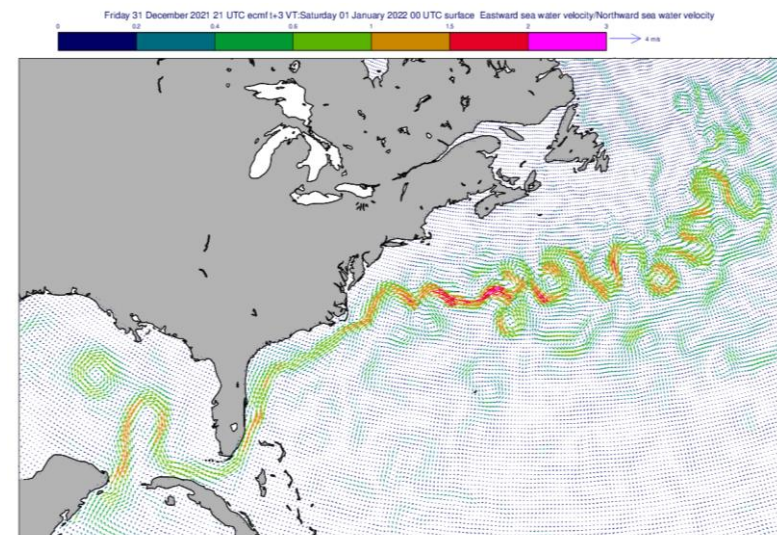 Friday 31 December 2021 21 UTC ecmf t+3 VT:Saturday 01 January 2022 00 UTC surface Eastward sea water velocity/Northward sea water velocity
0 0.2 0.4 0.6 1 1.5 2 3
4 m/s